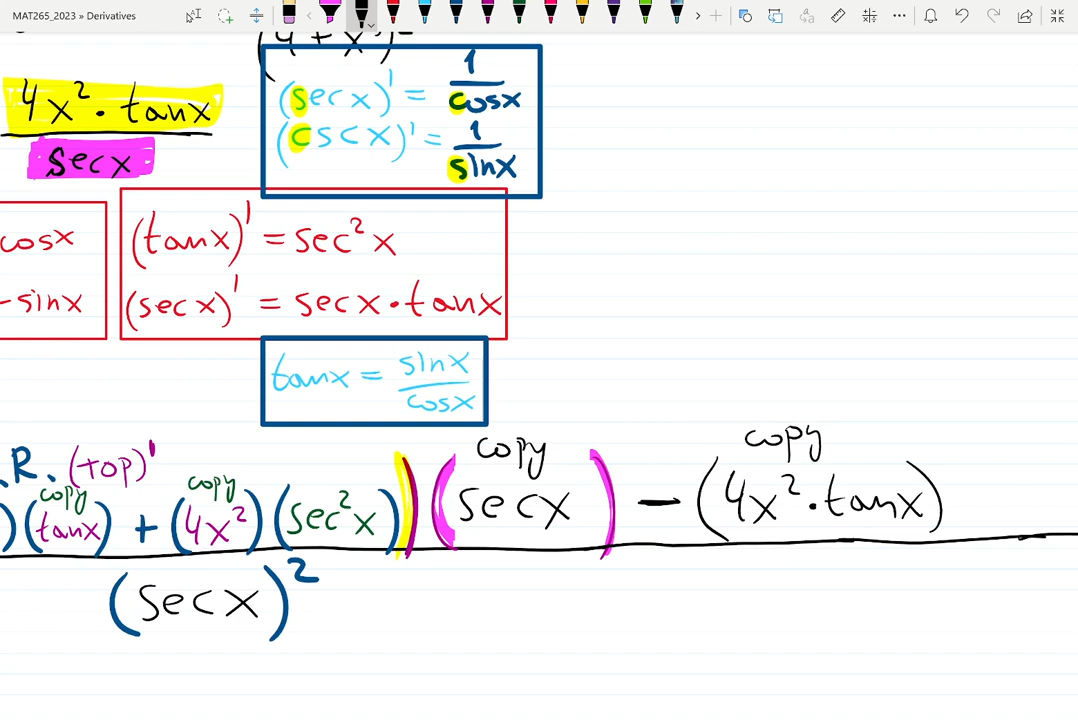 MAT265_2023 » Derivatives
(4 + x
4x² · tanx
secx
(secx)' = 1/cosx
(cscx)' = 1/sinx
cosx
-sinx
(tanx)' = sec²x
(secx)' = secx·tanx
tanx = sinx/cosx
.R. (top)'
copy copy copy copy
)(tanx) + (4x²)(sec²x))(secx) - (4x²·tanx)
(secx)²